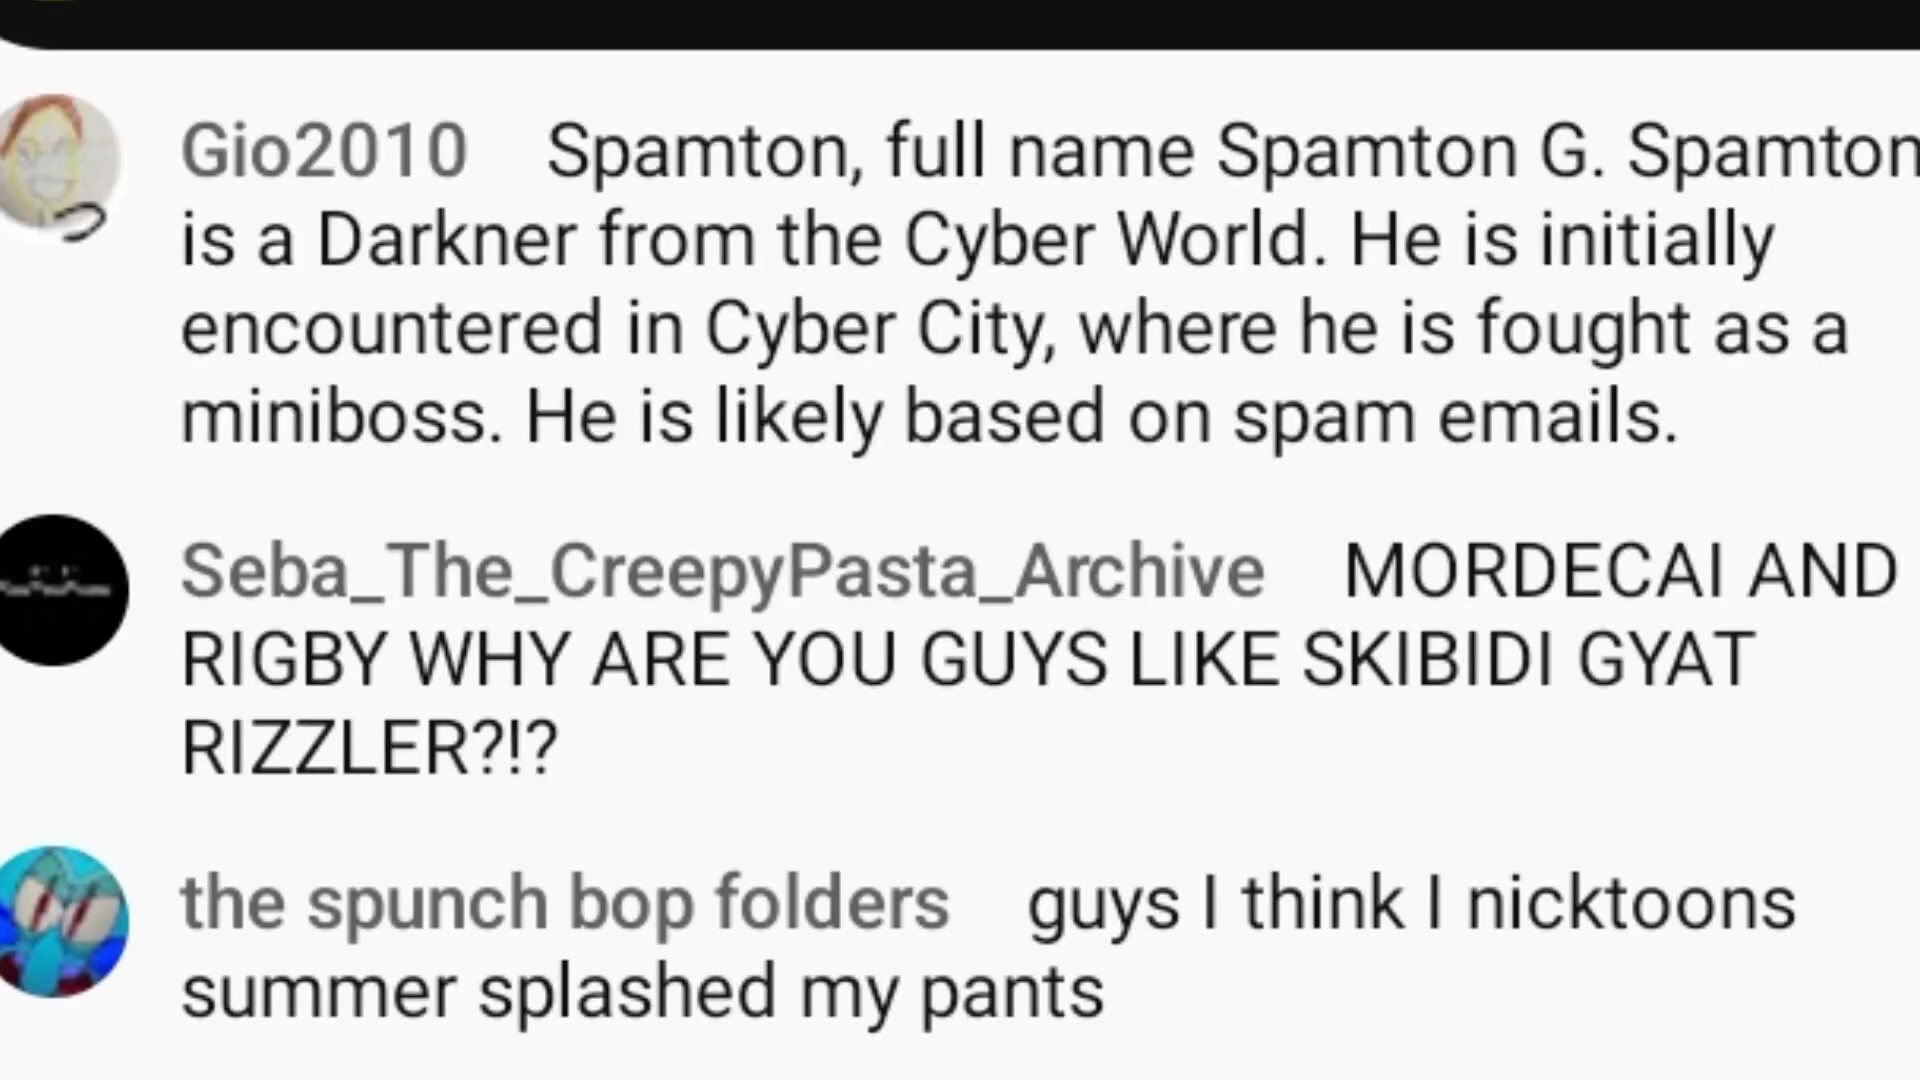 Gio2010 Spamton, full name Spamton G. Spamton
is a Darkner from the Cyber World. He is initially
encountered in Cyber City, where he is fought as a
miniboss. He is likely based on spam emails.
Seba_The_CreepyPasta_Archive MORDECAI AND
RIGBY WHY ARE YOU GUYS LIKE SKIBIDI GYAT
RIZZLER?!?
the spunch bop folders guys I think I nicktoons
summer splashed my pants